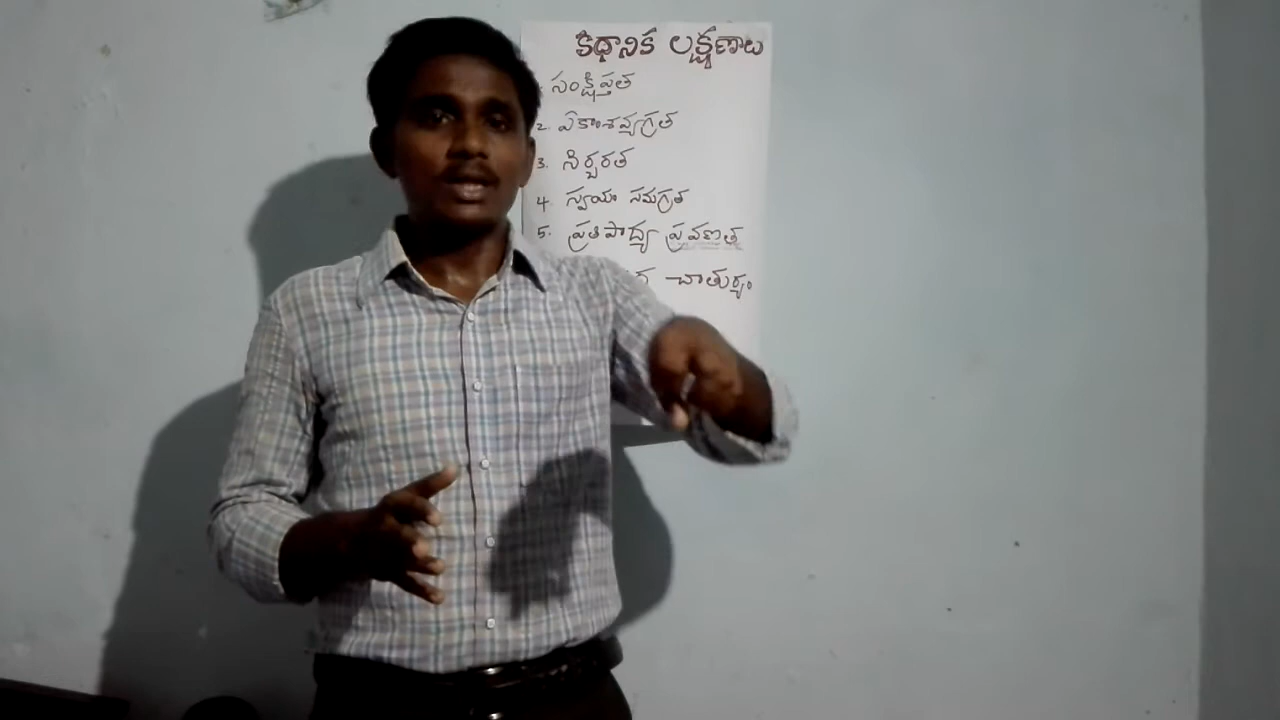 కథానిక లక్షణాలు
సంక్షిప్తత
2. ఏకాంశవ్యగ్రత
3. నిర్భరత
4. స్వయం సమగ్రత
5. ప్రతిపాద్య ప్రవణత
చాతుర్యం